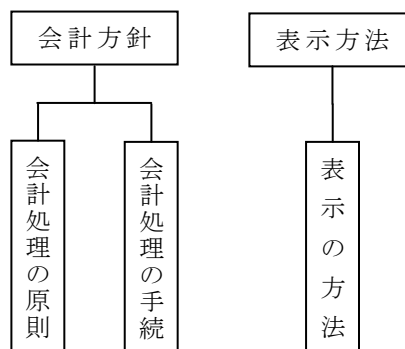 会計方針
表示方法
会計処理の原則
会計処理の手続
表示の方法